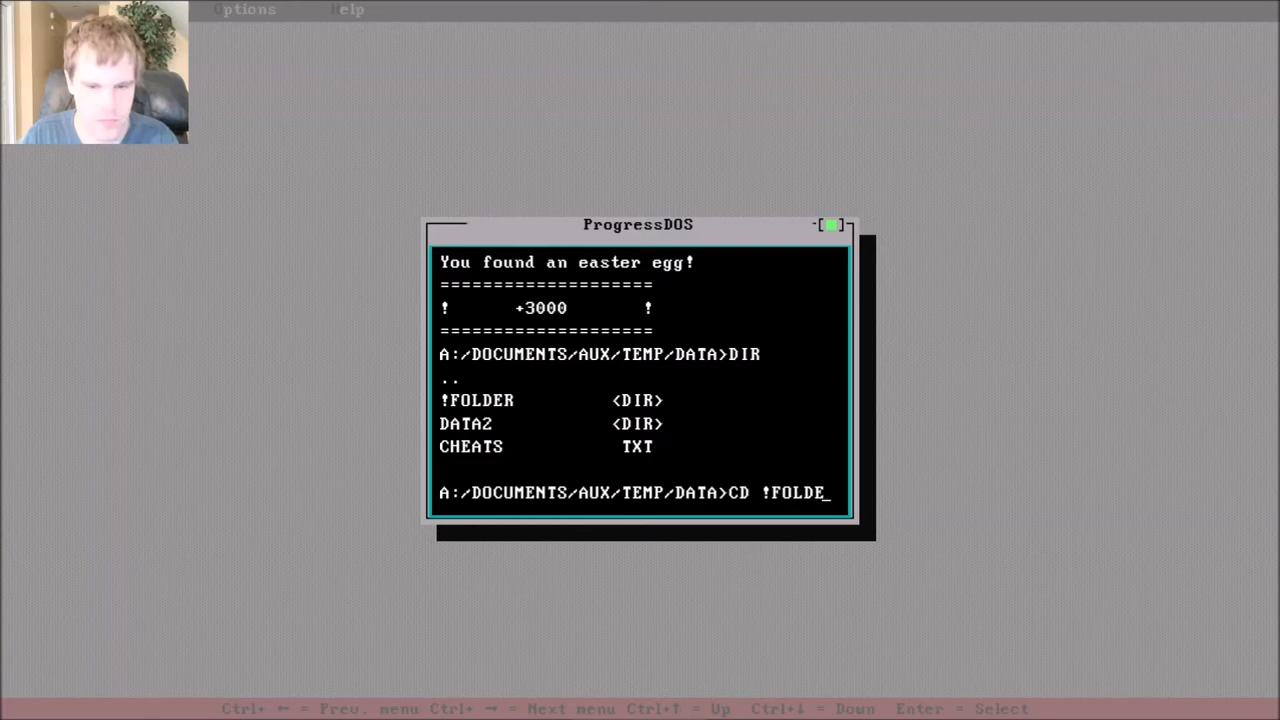 Options Help
ProgressDOS
You found an easter egg!
====================
! +3000 !
====================
A:/DOCUMENTS/AUX/TEMP/DATA>DIR
..
!FOLDER <DIR>
DATA2 <DIR>
CHEATS TXT
A:/DOCUMENTS/AUX/TEMP/DATA>CD !FOLDE_
Ctrl+ ← = Prev. menu Ctrl+ → = Next menu Ctrl+↑ = Up Ctrl+↓ = Down Enter = Select